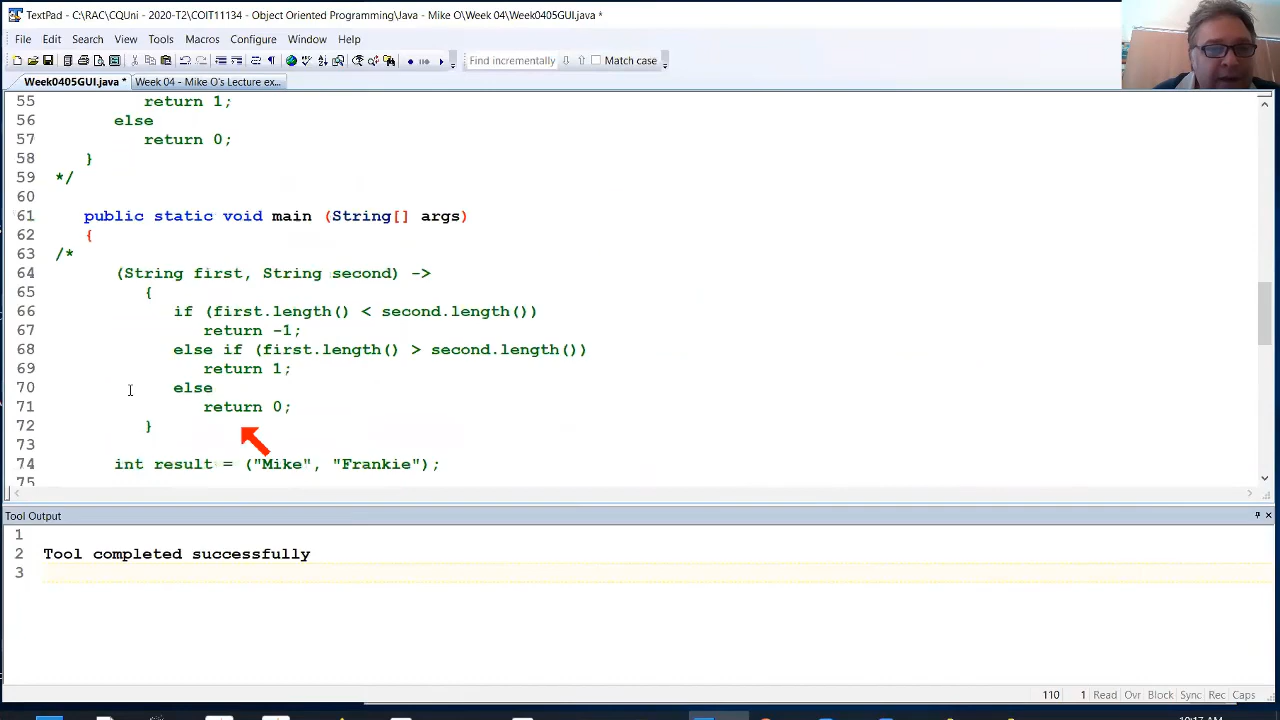 TextPad - C:\RAC\CQUni - 2020-T2\COIT11134 - Object Oriented Programming\Java - Mike O\Week 04\Week0405GUI.java *
File Edit Search View Tools Macros Configure Window Help
Find incrementally Match case
Week0405GUI.java * Week 04 - Mike O's Lecture ex...
55 return 1;
56 else
57 return 0;
58 }
59 */
60
61 public static void main (String[] args)
62 {
63 /*
64 (String first, String second) ->
65 {
66 if (first.length() < second.length())
67 return -1;
68 else if (first.length() > second.length())
69 return 1;
70 else
71 return 0;
72 }
73
74 int result = ("Mike", "Frankie");
75
Tool Output
1
2 Tool completed successfully
3
110 1 Read Ovr Block Sync Rec Caps
10:17 AM